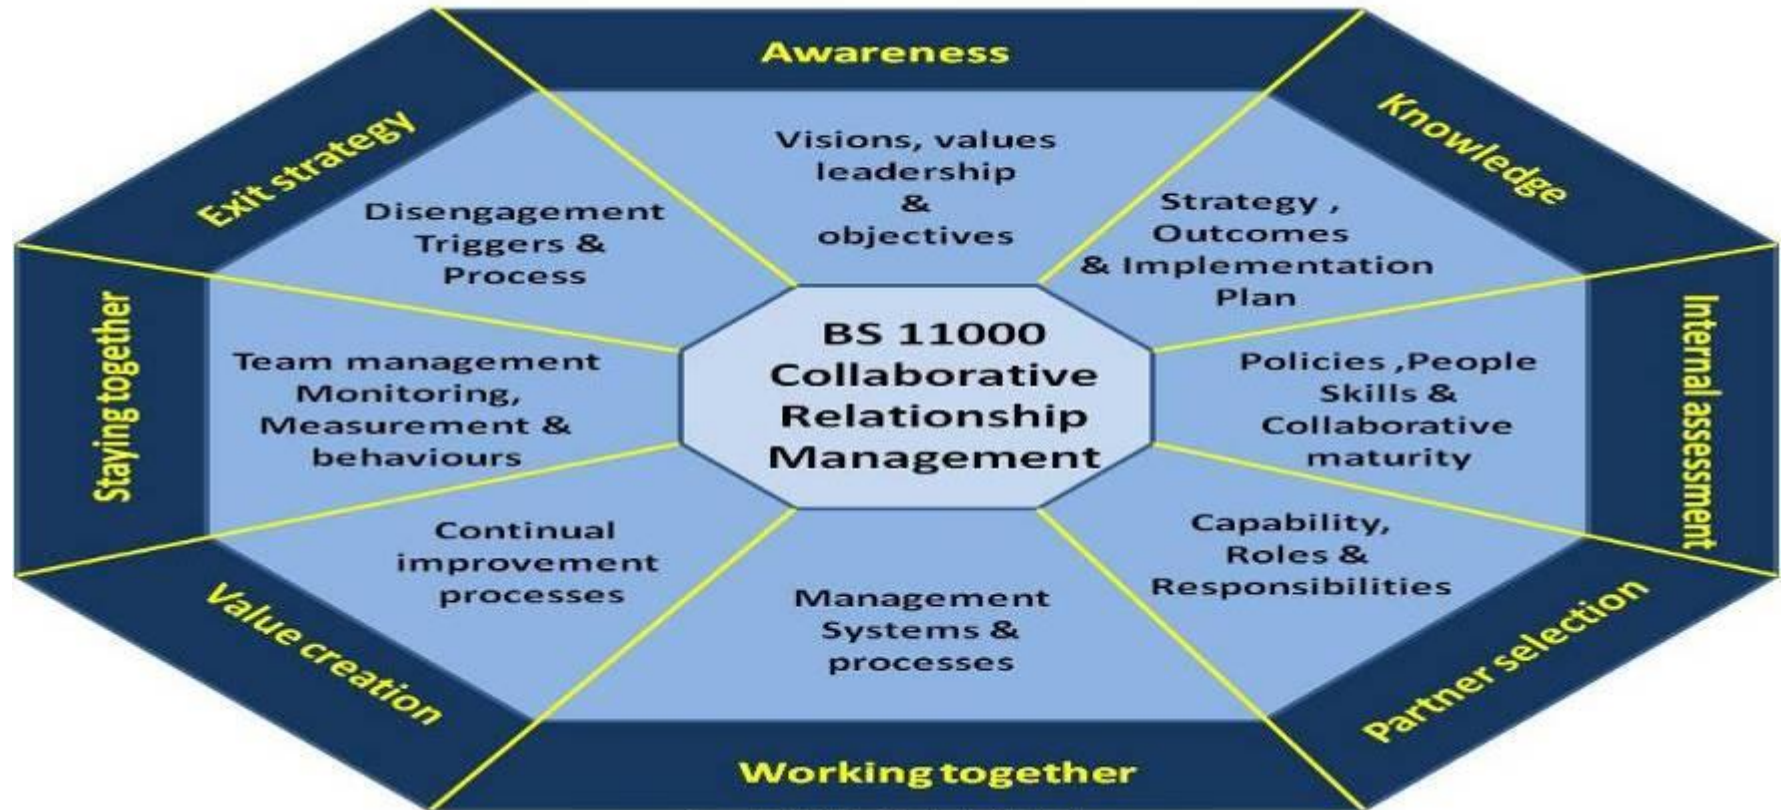 Awareness
Visions, values
leadership
&
objectives
Knowledge
Strategy ,
Outcomes
& Implementation
Plan
Internal assessment
Policies ,People
Skills &
Collaborative
maturity
Partner selection
Capability,
Roles &
Responsibilities
Working together
Management
Systems &
processes
Value creation
Continual
improvement
processes
Staying together
Team management
Monitoring,
Measurement &
behaviours
Exit strategy
Disengagement
Triggers &
Process
BS 11000
Collaborative
Relationship
Management